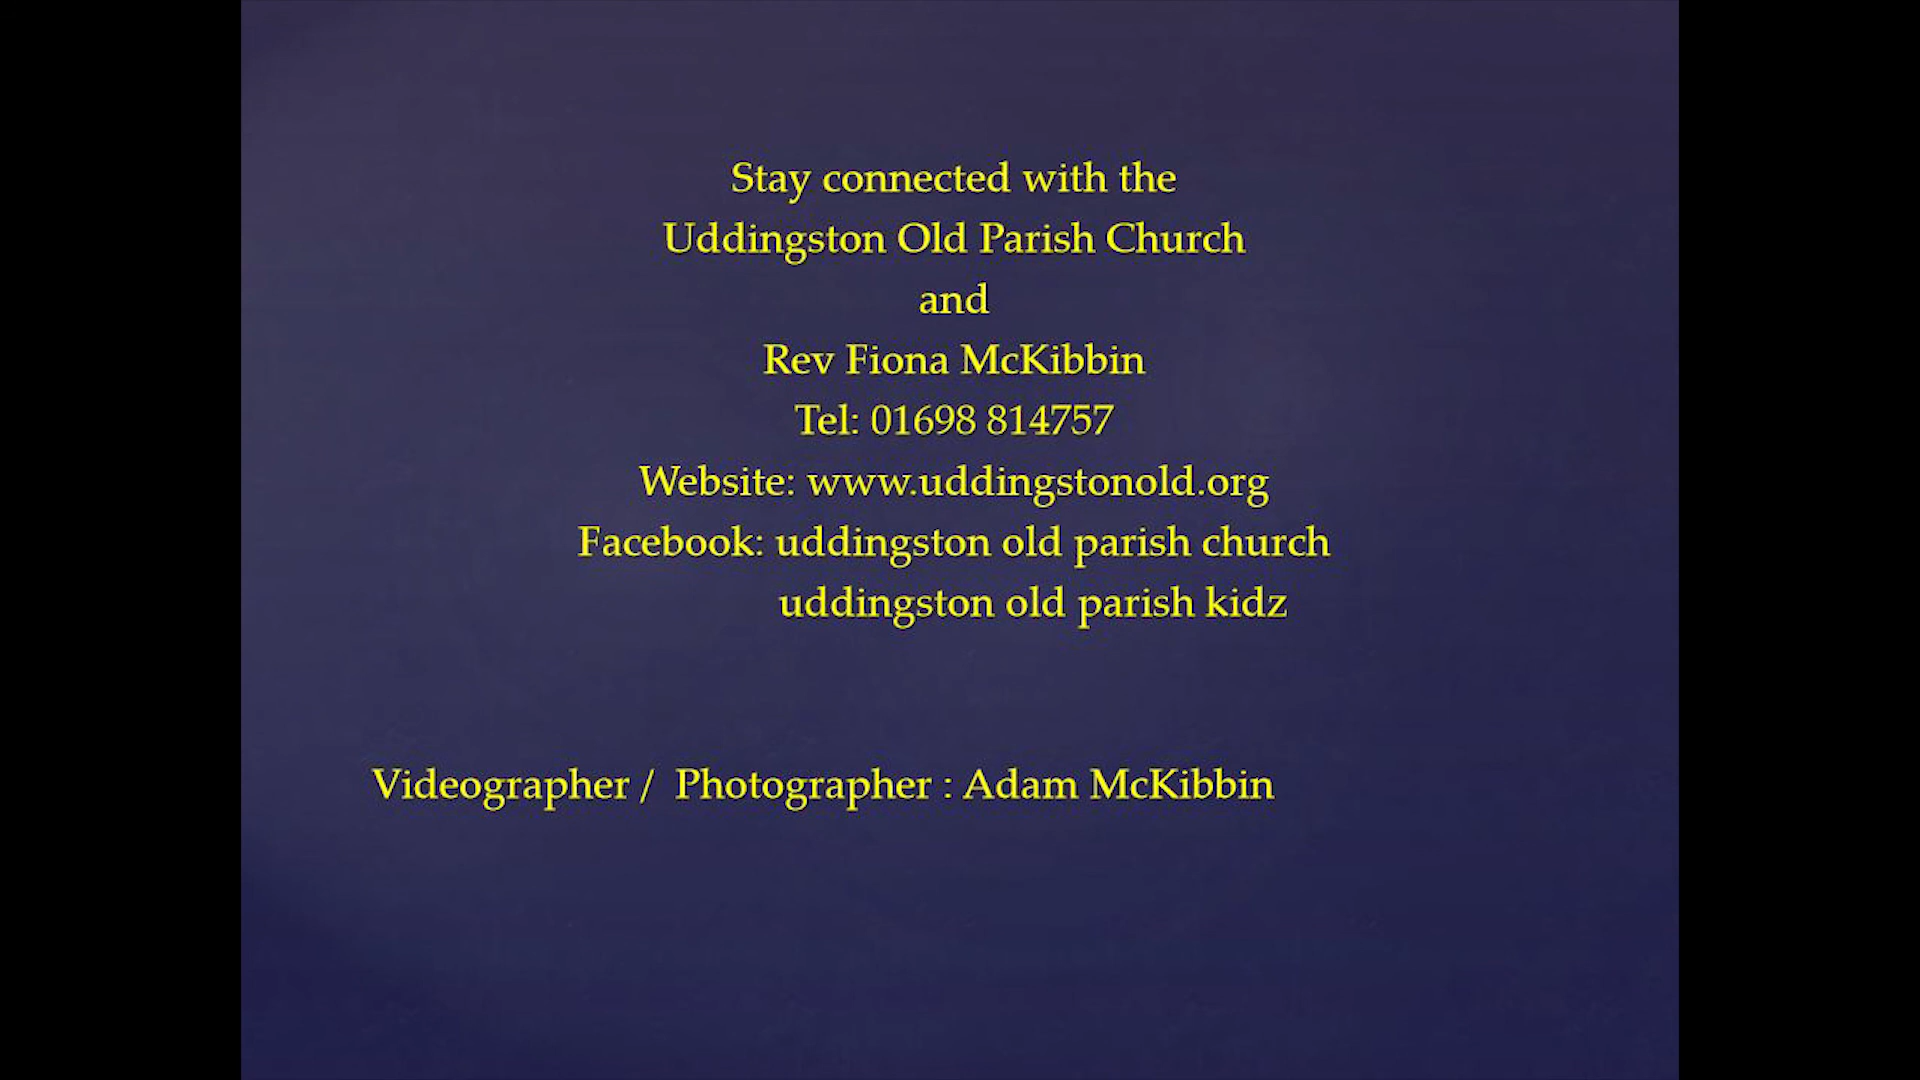 Stay connected with the
Uddingston Old Parish Church
and
Rev Fiona McKibbin
Tel: 01698 814757
Website: www.uddingstonold.org
Facebook: uddingston old parish church
uddingston old parish kidz
Videographer /  Photographer : Adam McKibbin